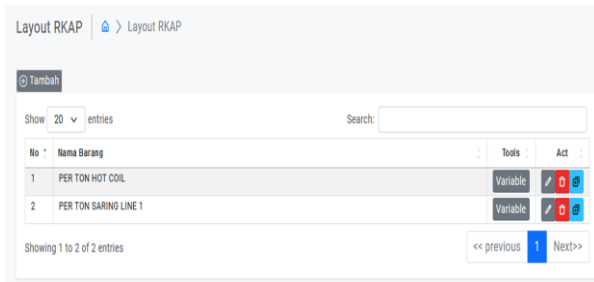 Layout RKAP > Layout RKAP
Tambah
Show 20 entries Search:
No Nama Barang Tools Act
1 PER TON HOT COIL Variable
2 PER TON SARING LINE 1 Variable
Showing 1 to 2 of 2 entries << previous 1 Next>>